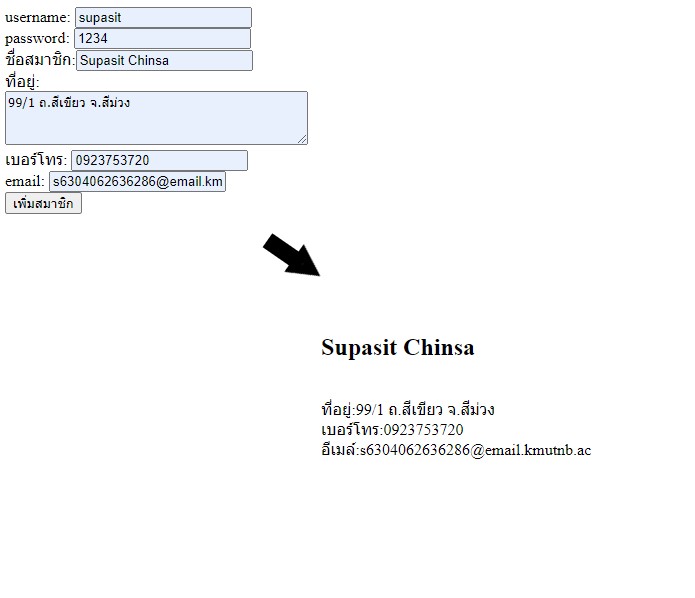 username: supasit
password: 1234
ชื่อสมาชิก: Supasit Chinsa
ที่อยู่:
99/1 ถ.สีเขียว จ.สีม่วง
เบอร์โทร: 0923753720
email: s6304062636286@email.km
เพิ่มสมาชิก
Supasit Chinsa
ที่อยู่:99/1 ถ.สีเขียว จ.สีม่วง
เบอร์โทร:0923753720
อีเมล์:s6304062636286@email.kmutnb.ac